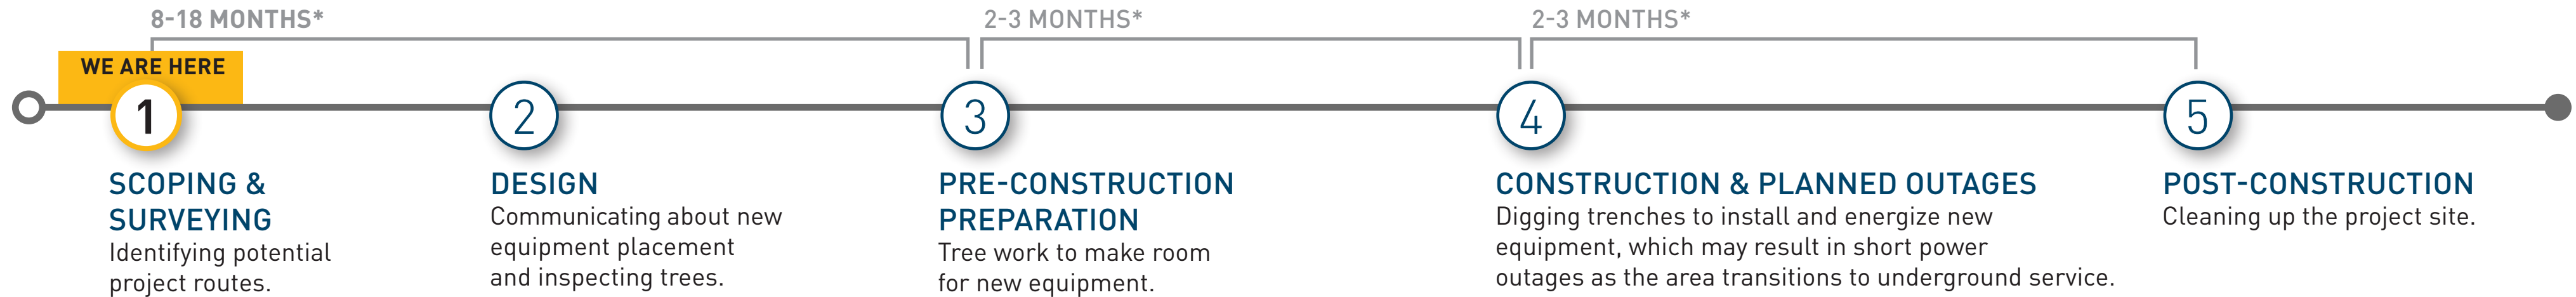 8-18 MONTHS*
2-3 MONTHS*
2-3 MONTHS*
WE ARE HERE
1
2
3
4
5
SCOPING &
SURVEYING
Identifying potential
project routes.
DESIGN
Communicating about new
equipment placement
and inspecting trees.
PRE-CONSTRUCTION
PREPARATION
Tree work to make room
for new equipment.
CONSTRUCTION & PLANNED OUTAGES
Digging trenches to install and energize new
equipment, which may result in short power
outages as the area transitions to underground service.
POST-CONSTRUCTION
Cleaning up the project site.